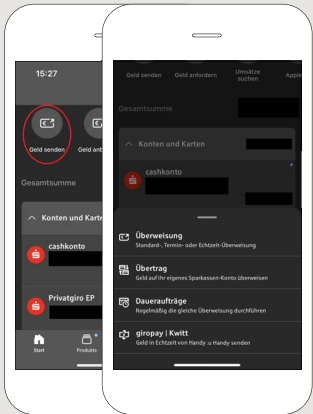 15:27
Geld senden
Geld ant
Gesamtsumme
Konten und Karte
cashkonto
Privatgiro EP
Start
Produkte
Geld senden
Geld anfordern
Umsätze
suchen
Apple
Gesamtsumme
Konten und Karten
cashkonto
Überweisung
Standard-, Termin- oder Echtzeit-Überweisung
Übertrag
Geld auf Ihr eigenes Sparkassen-Konto überweisen
Daueraufträge
Regelmäßig die gleiche Überweisung durchführen
giropay | Kwitt
Geld in Echtzeit von Handy zu Handy senden